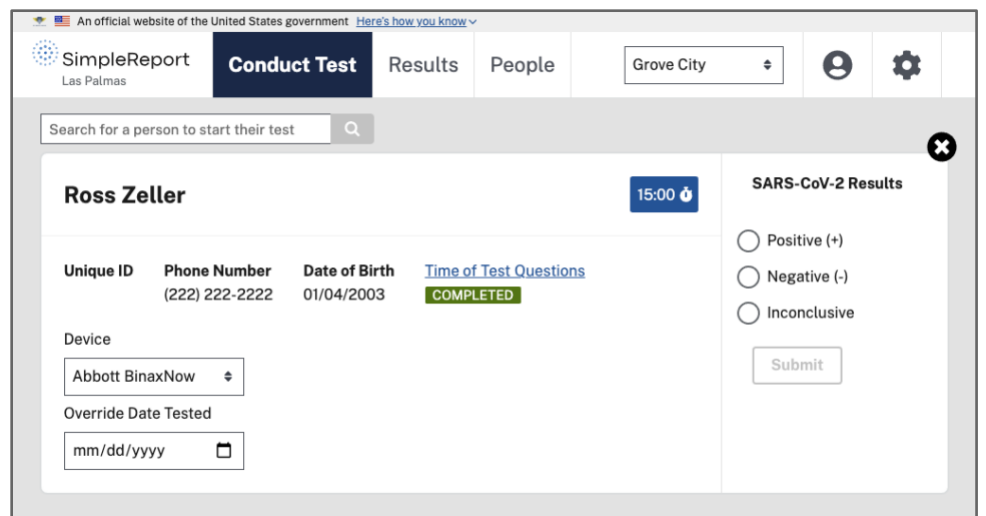 An official website of the United States government Here's how you know
SimpleReport
Las Palmas
Conduct Test
Results
People
Grove City
Search for a person to start their test
Ross Zeller
15:00
SARS-CoV-2 Results
Positive (+)
Negative (-)
Inconclusive
Submit
Unique ID Phone Number Date of Birth Time of Test Questions
(222) 222-2222 01/04/2003 COMPLETED
Device
Abbott BinaxNow
Override Date Tested
mm/dd/yyyy